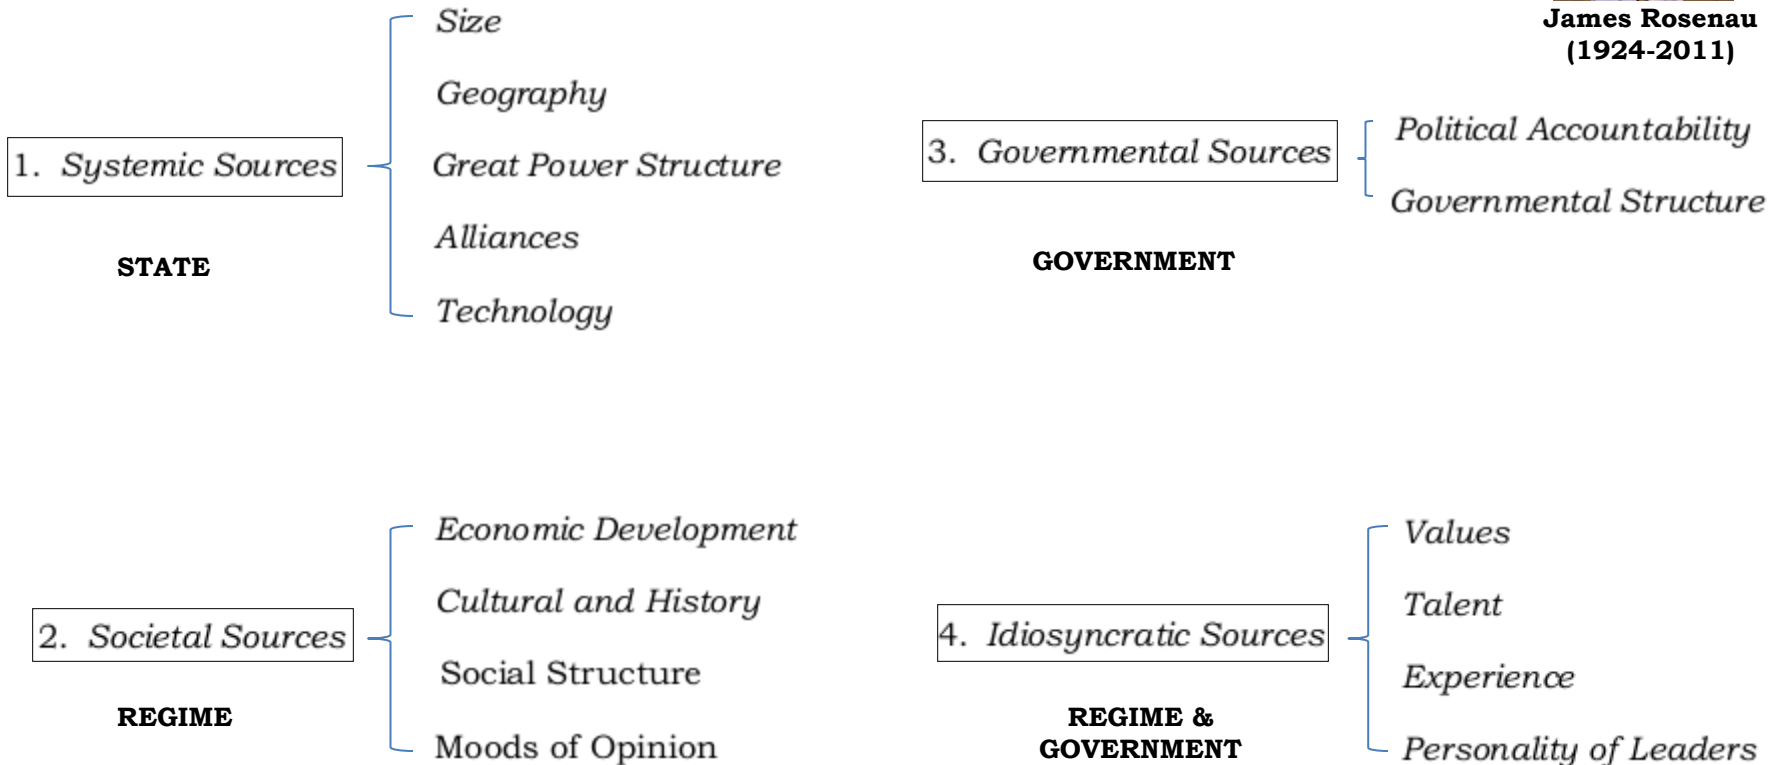 James Rosenau
(1924-2011)
1. Systemic Sources
STATE
Size
Geography
Great Power Structure
Alliances
Technology
2. Societal Sources
REGIME
Economic Development
Cultural and History
Social Structure
Moods of Opinion
3. Governmental Sources
GOVERNMENT
Political Accountability
Governmental Structure
4. Idiosyncratic Sources
REGIME &
GOVERNMENT
Values
Talent
Experience
Personality of Leaders